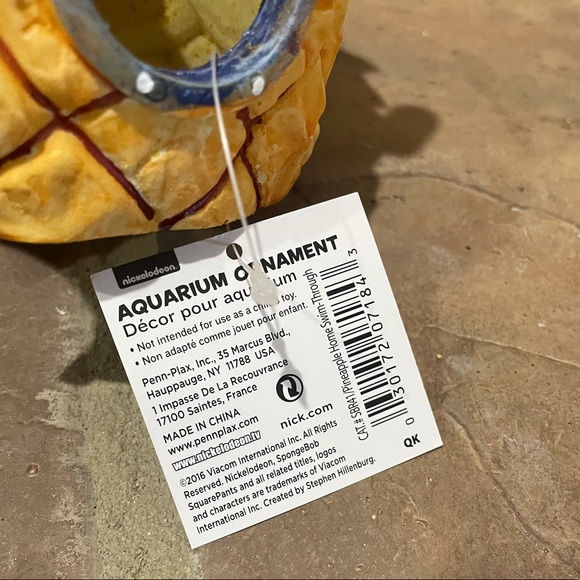 nickelodeon
AQUARIUM ORNAMENT
Décor pour aquarium
• Not intended for use as a child toy.
• Non adapté comme jouet pour enfant.
Penn-Plax, Inc., 35 Marcus Blvd.,
Hauppauge, NY 11788 USA
1 Impasse De La Recouvrance
17100 Saintes, France
MADE IN CHINA
www.pennplax.com
nick.com
www.nickelodeon.tv
©2016 Viacom International Inc. All Rights
Reserved. Nickelodeon, SpongeBob
SquarePants and all related titles, logos
and characters are trademarks of Viacom
International Inc. Created by Stephen Hillenburg.
CAT.# SBR41/Pineapple Home Swim-Through
0 30172 07184 3
QK